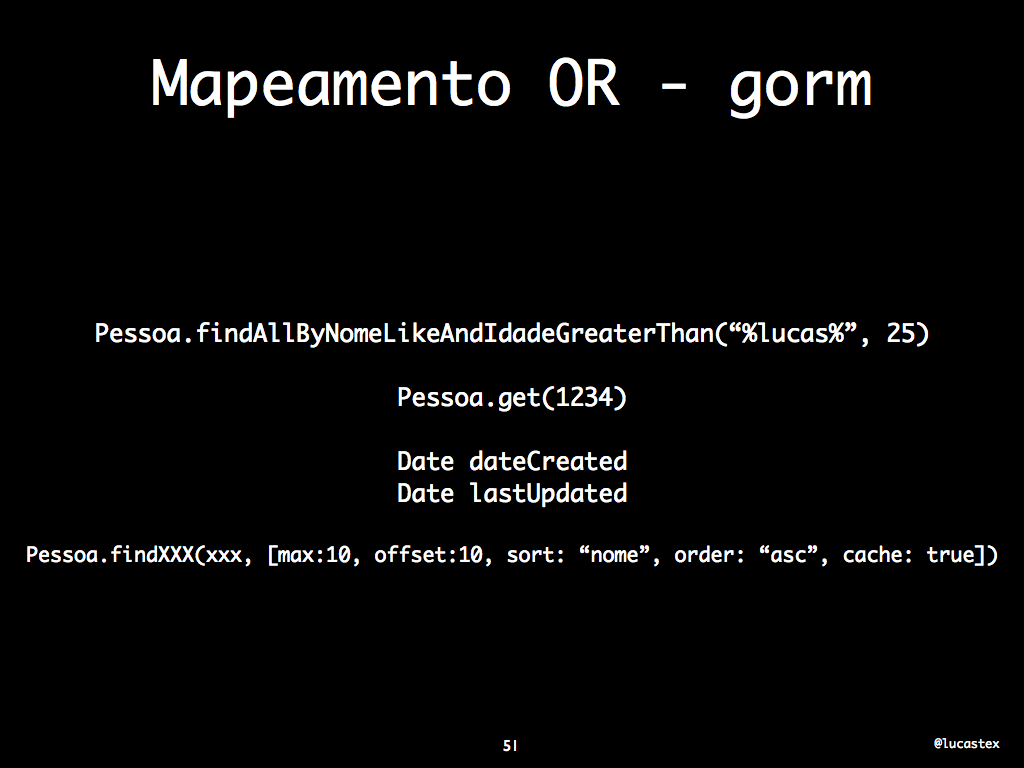 Mapeamento OR - gorm
Pessoa.findAllByNomeLikeAndIdadeGreaterThan(“%lucas%”, 25)
Pessoa.get(1234)
Date dateCreated
Date lastUpdated
Pessoa.findXXX(xxx, [max:10, offset:10, sort: “nome”, order: “asc”, cache: true])
51
@lucastex